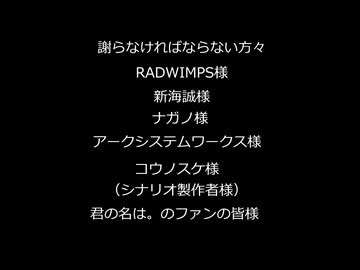 謝らなければならない方々
RADWIMPS様
新海誠様
ナガノ様
アークシステムワークス様
コウノスケ様
（シナリオ製作者様）
君の名は。のファンの皆様